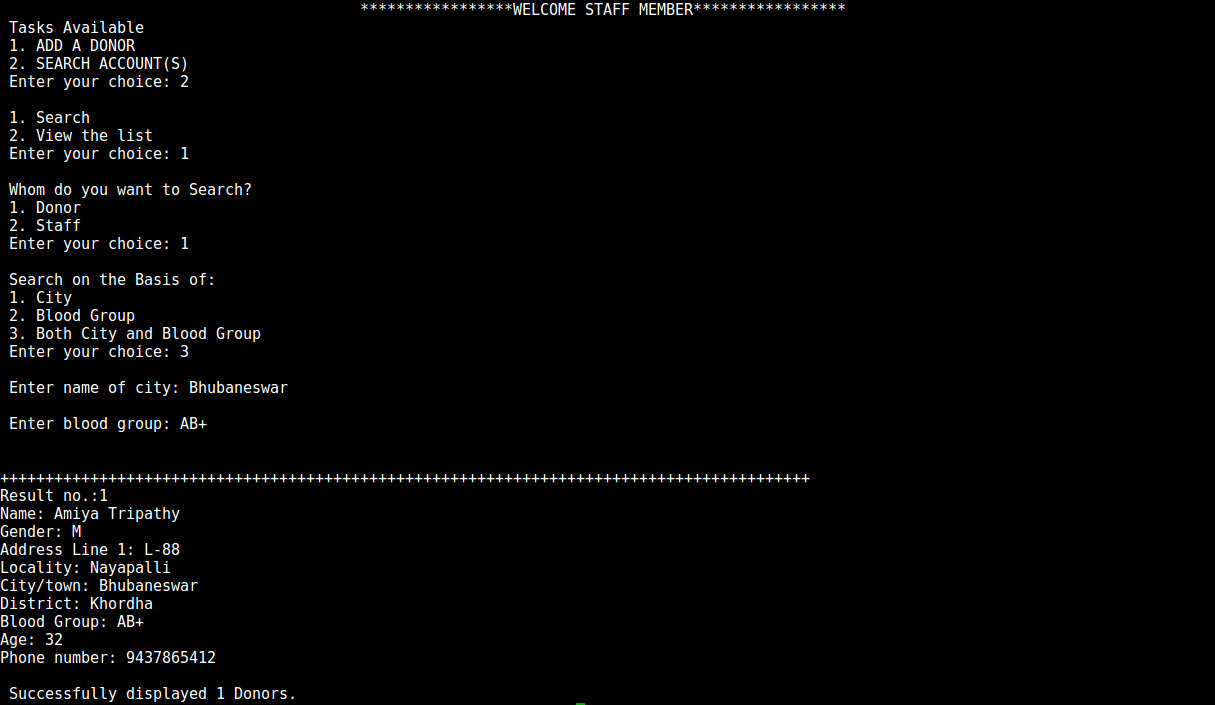 *****************WELCOME STAFF MEMBER*****************
Tasks Available
1. ADD A DONOR
2. SEARCH ACCOUNT(S)
Enter your choice: 2
1. Search
2. View the list
Enter your choice: 1
Whom do you want to Search?
1. Donor
2. Staff
Enter your choice: 1
Search on the Basis of:
1. City
2. Blood Group
3. Both City and Blood Group
Enter your choice: 3
Enter name of city: Bhubaneswar
Enter blood group: AB+
++++++++++++++++++++++++++++++++++++++++++++++++++++++++++++++++++++++++++++++++++++++++++
Result no.:1
Name: Amiya Tripathy
Gender: M
Address Line 1: L-88
Locality: Nayapalli
City/town: Bhubaneswar
District: Khordha
Blood Group: AB+
Age: 32
Phone number: 9437865412
Successfully displayed 1 Donors.